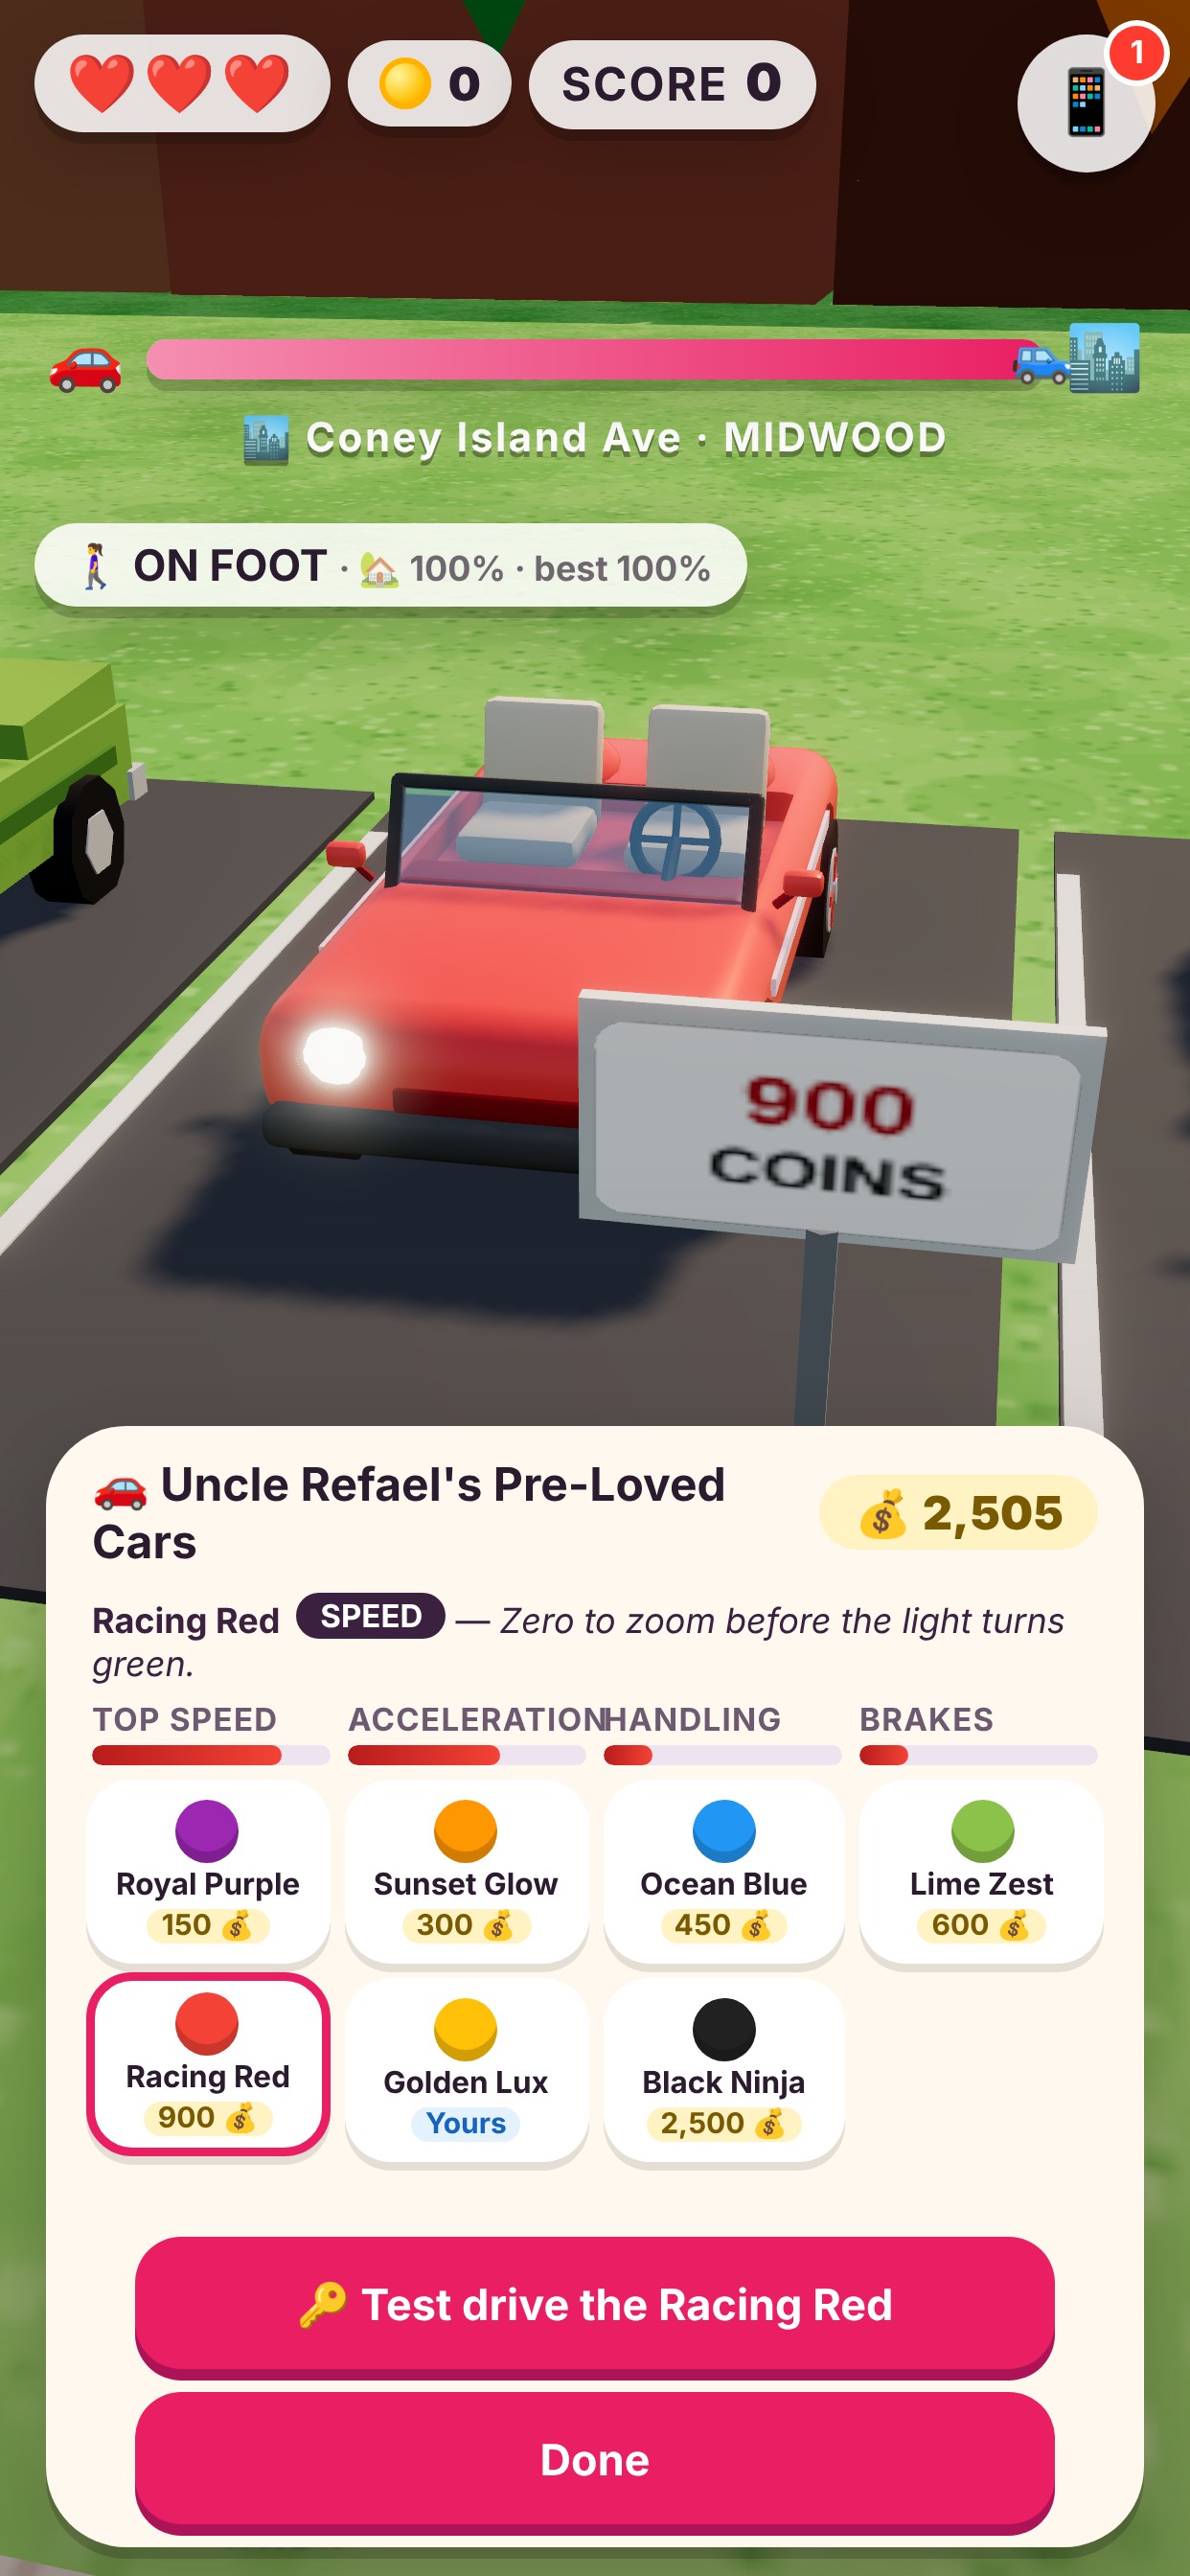 0
SCORE 0
1
Coney Island Ave · MIDWOOD
ON FOOT · 100% · best 100%
900
COINS
Uncle Refael's Pre-Loved
Cars
2,505
Racing Red SPEED — Zero to zoom before the light turns
green.
TOP SPEED ACCELERATION HANDLING BRAKES
Royal Purple
150
Sunset Glow
300
Ocean Blue
450
Lime Zest
600
Racing Red
900
Golden Lux
Yours
Black Ninja
2,500
Test drive the Racing Red
Done